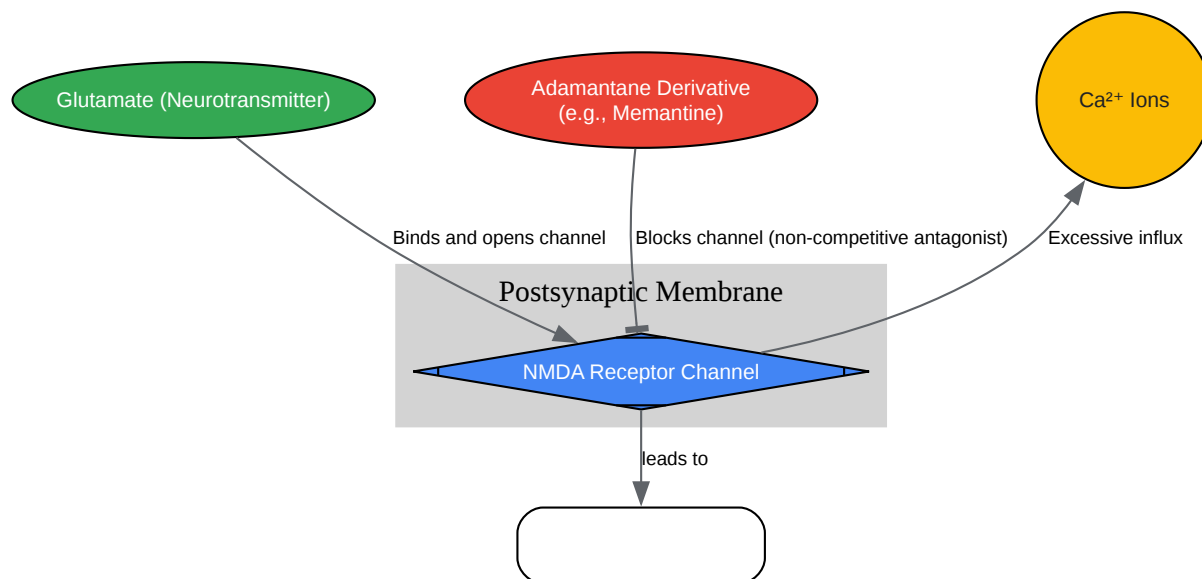 Glutamate (Neurotransmitter)
Adamantane Derivative
(e.g., Memantine)
Ca²⁺ Ions
Binds and opens channel
Blocks channel (non-competitive antagonist)
Excessive influx
Postsynaptic Membrane
NMDA Receptor Channel
leads to